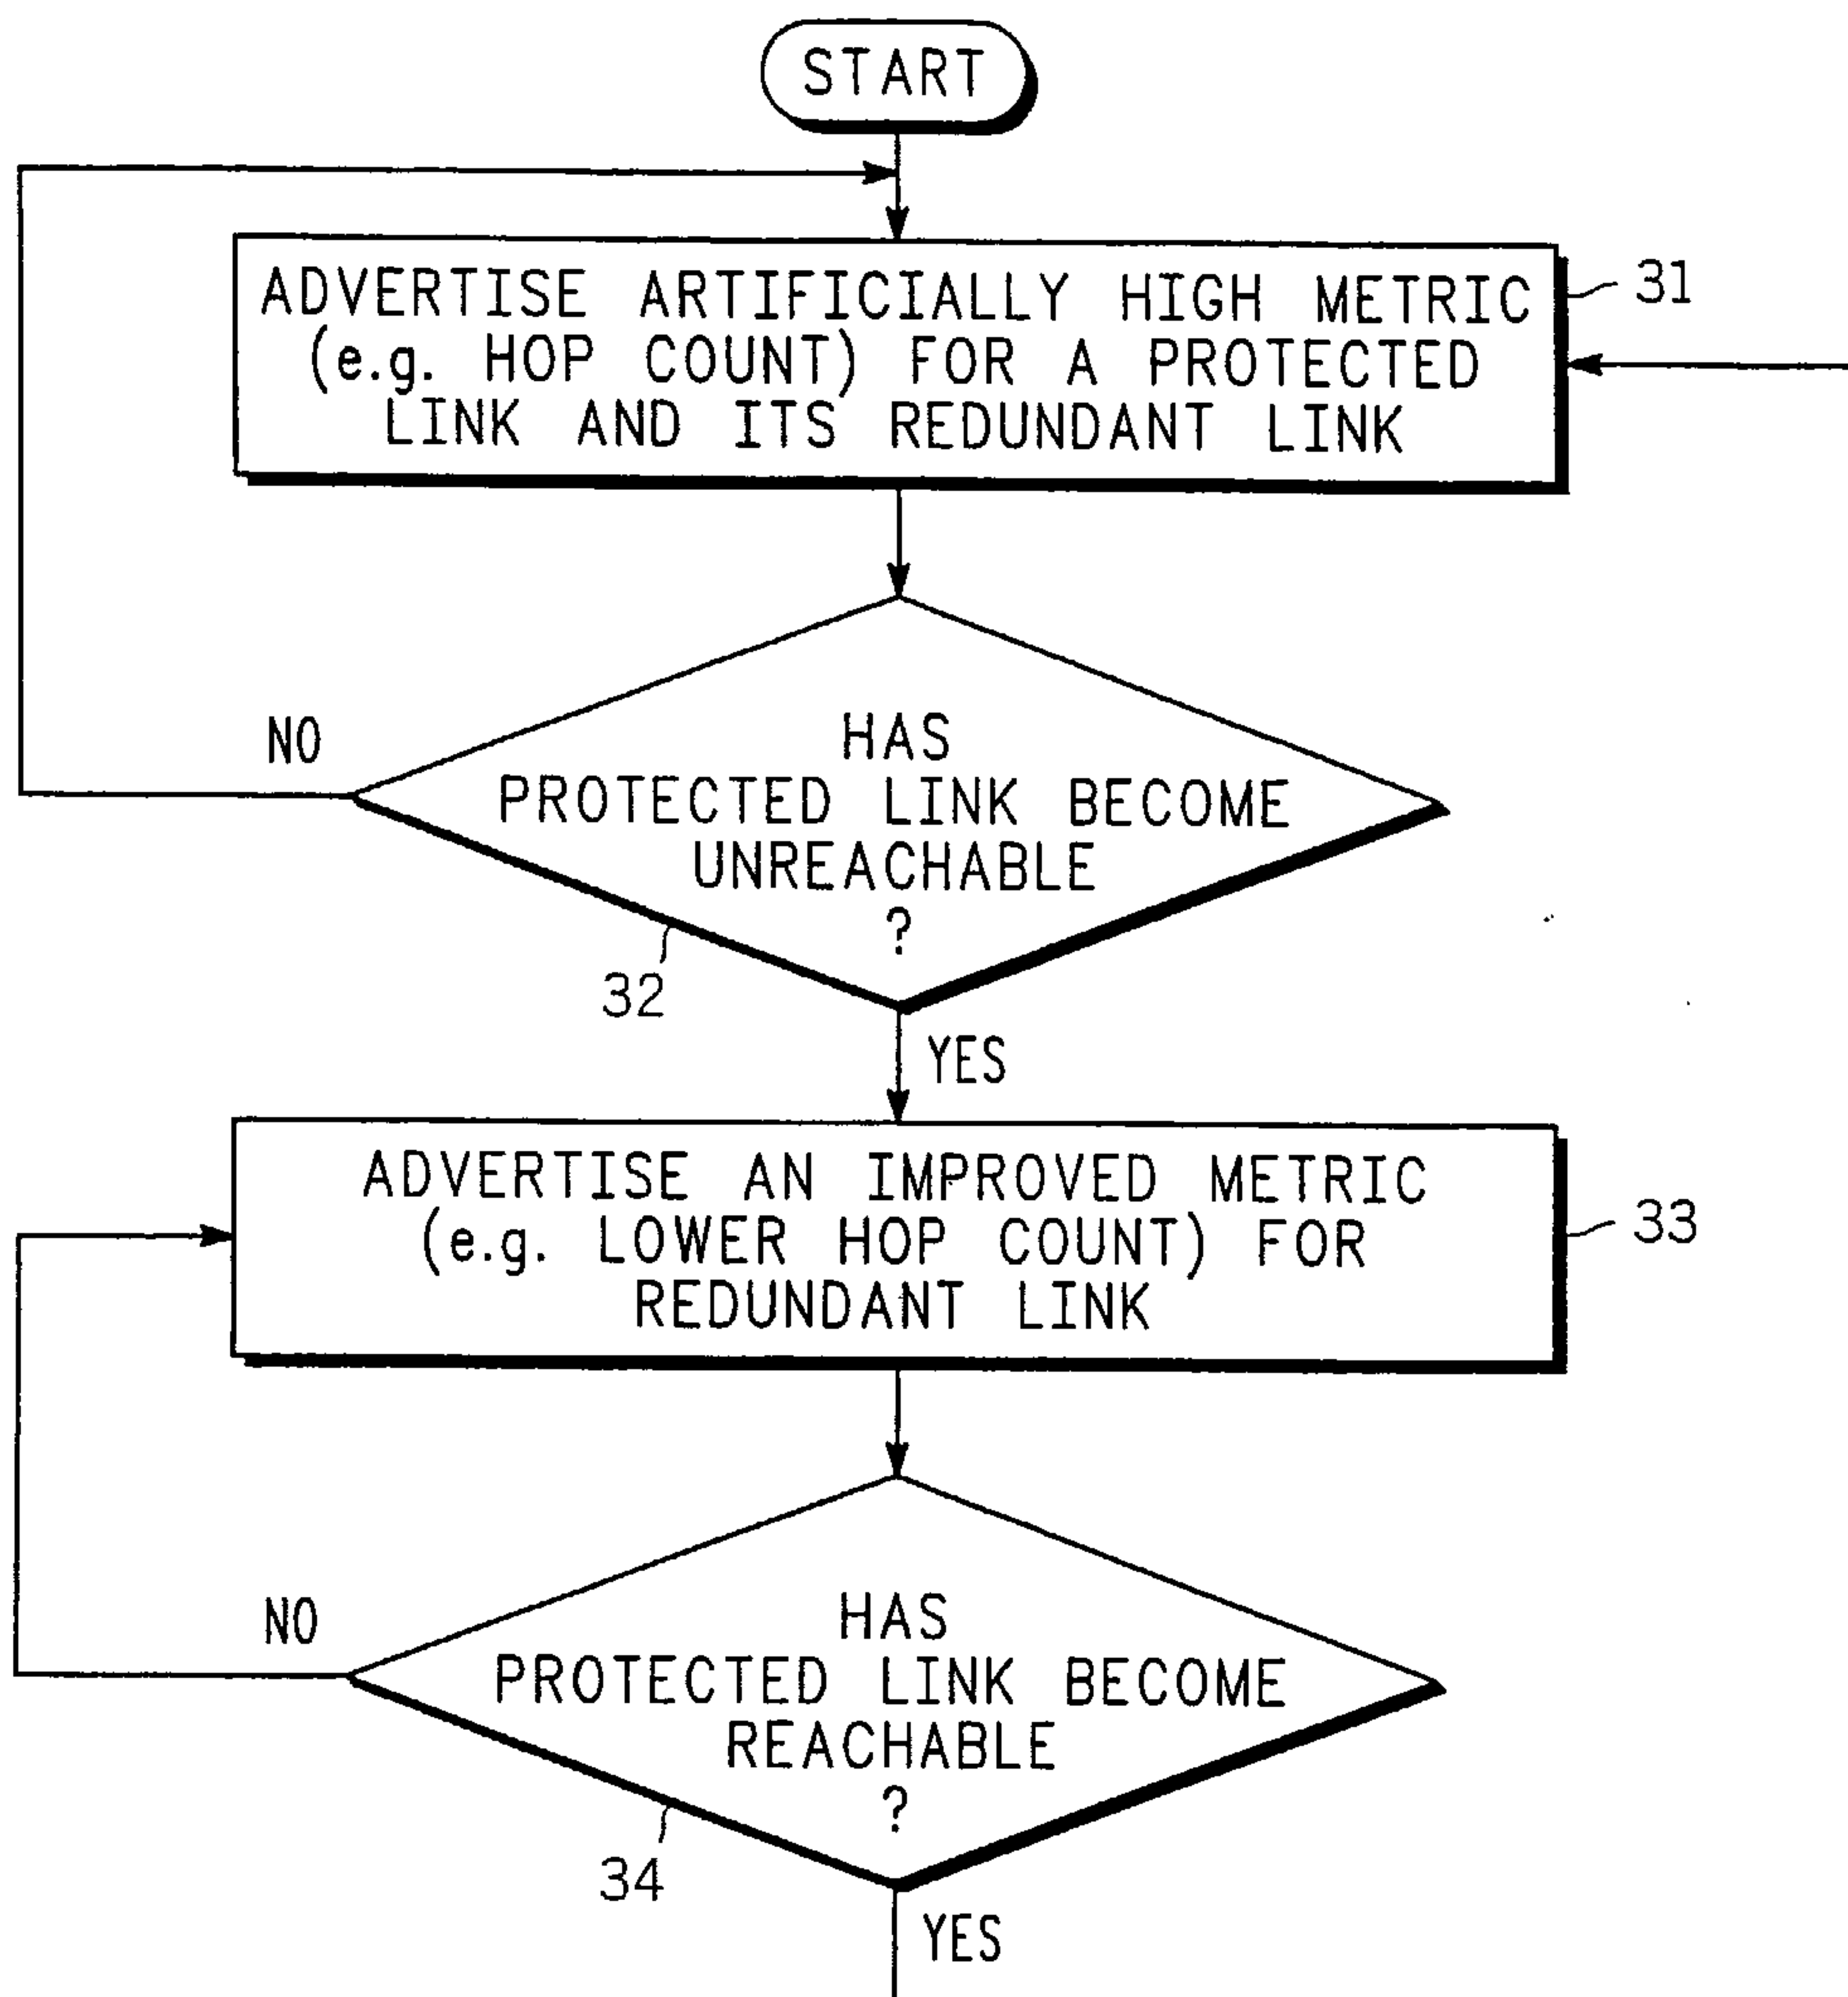 START
ADVERTISE ARTIFICIALLY HIGH METRIC
(e.g. HOP COUNT) FOR A PROTECTED
LINK AND ITS REDUNDANT LINK
31
NO
HAS
PROTECTED LINK BECOME
UNREACHABLE
?
32
YES
ADVERTISE AN IMPROVED METRIC
(e.g. LOWER HOP COUNT) FOR
REDUNDANT LINK
33
NO
HAS
PROTECTED LINK BECOME
REACHABLE
?
34
YES